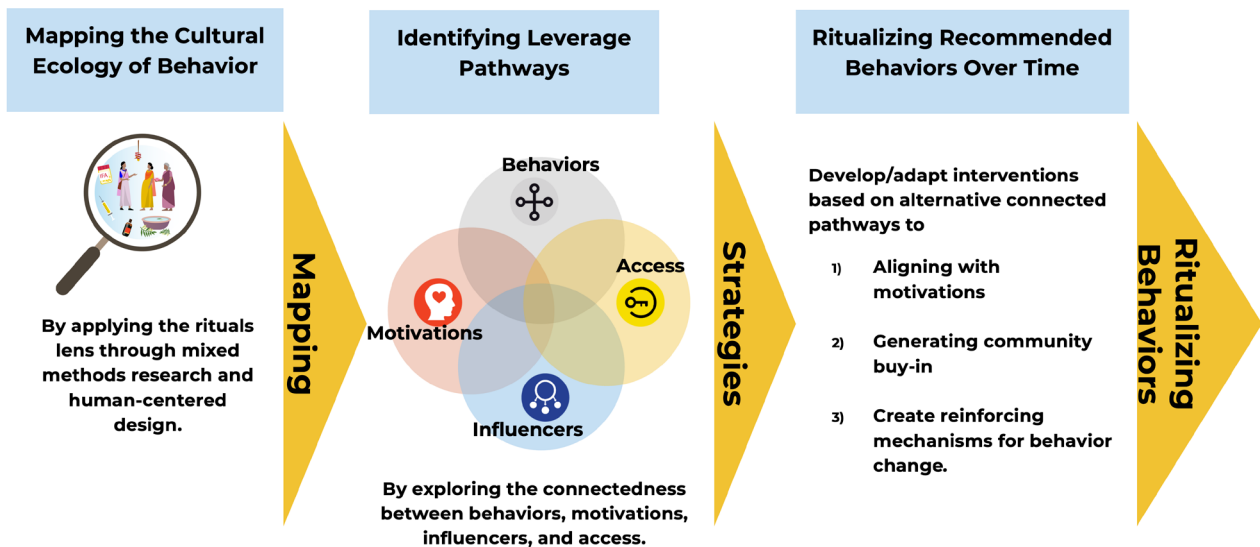 Mapping the Cultural
Ecology of Behavior
IFA
By applying the rituals
lens through mixed
methods research and
human-centered
design.
Mapping
Identifying Leverage
Pathways
Behaviors
Access
Motivations
Influencers
By exploring the connectedness
between behaviors, motivations,
influencers, and access.
Strategies
Ritualizing Recommended
Behaviors Over Time
Develop/adapt interventions
based on alternative connected
pathways to
1) Aligning with
motivations
2) Generating community
buy-in
3) Create reinforcing
mechanisms for behavior
change.
Ritualizing
Behaviors